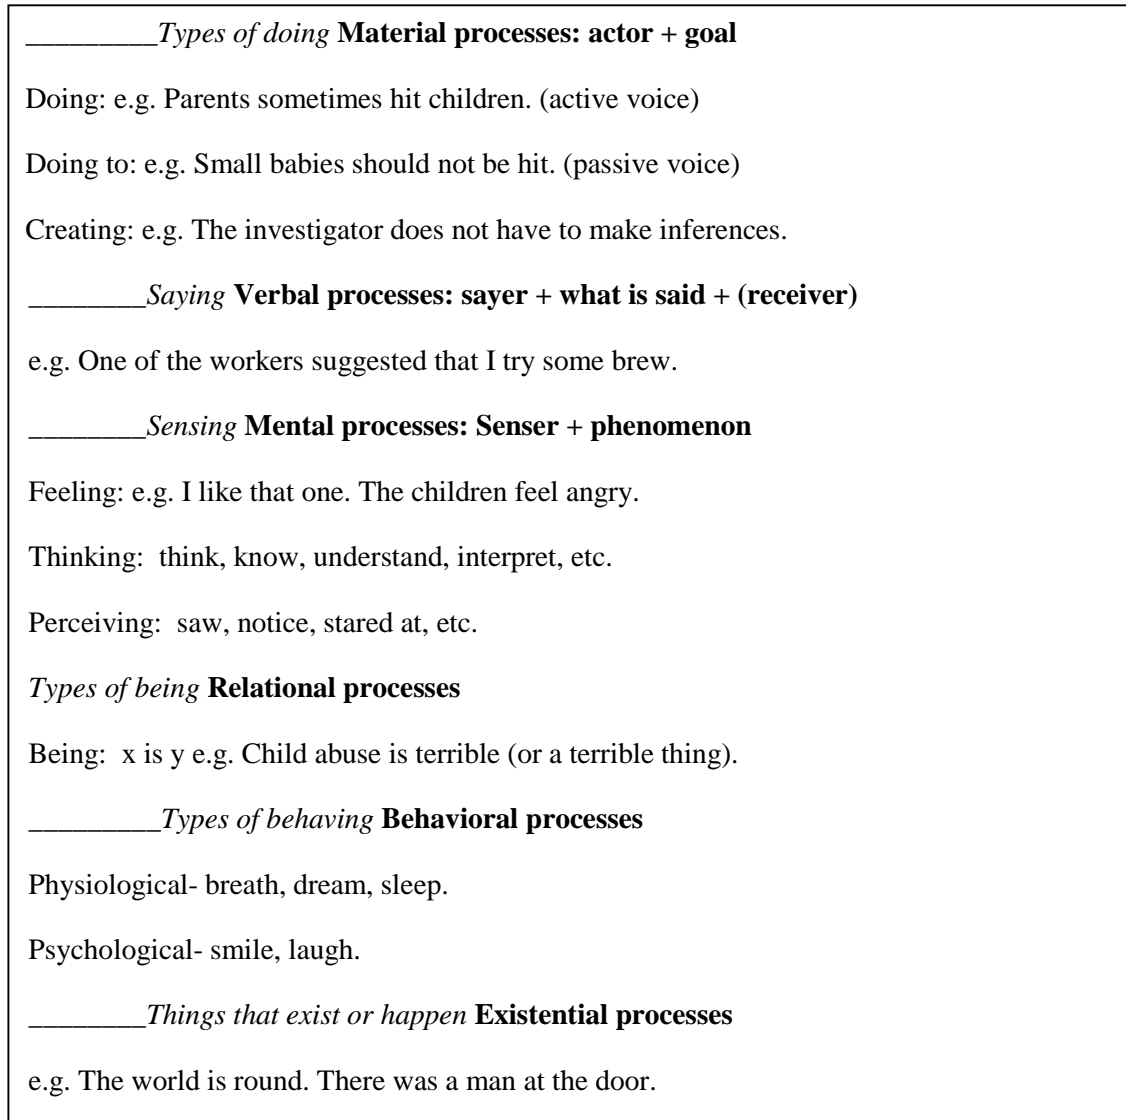 _________Types of doing Material processes: actor + goal
Doing: e.g. Parents sometimes hit children. (active voice)
Doing to: e.g. Small babies should not be hit. (passive voice)
Creating: e.g. The investigator does not have to make inferences.
________Saying Verbal processes: sayer + what is said + (receiver)
e.g. One of the workers suggested that I try some brew.
________Sensing Mental processes: Senser + phenomenon
Feeling: e.g. I like that one. The children feel angry.
Thinking:  think, know, understand, interpret, etc.
Perceiving:  saw, notice, stared at, etc.
Types of being Relational processes
Being:  x is y e.g. Child abuse is terrible (or a terrible thing).
_________Types of behaving Behavioral processes
Physiological- breath, dream, sleep.
Psychological- smile, laugh.
________Things that exist or happen Existential processes
e.g. The world is round. There was a man at the door.